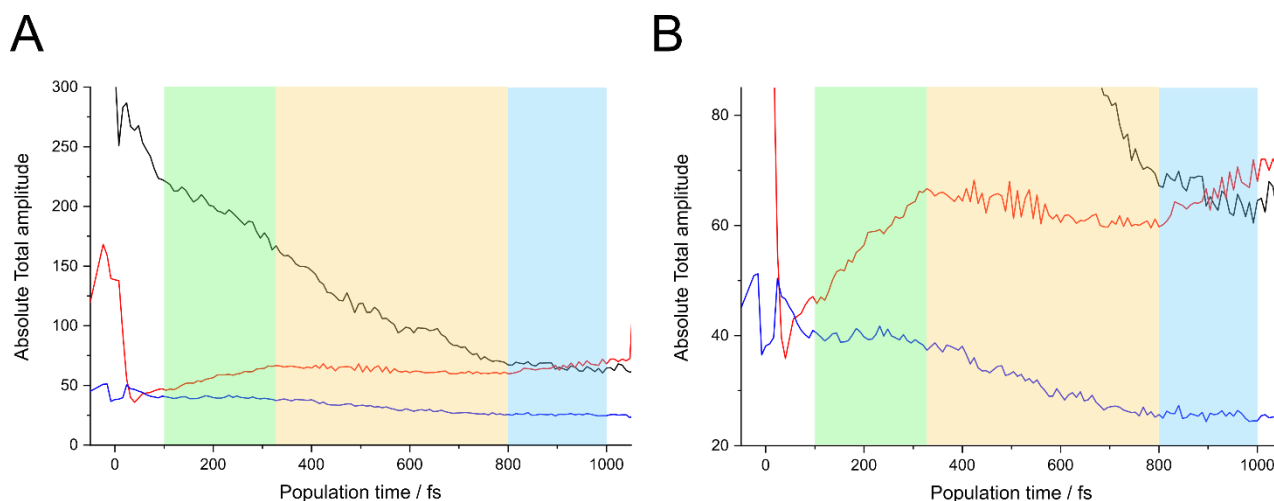 A
300
250
200
150
100
50
0
Absolute Total amplitude
0 200 400 600 800 1000
Population time / fs
B
80
60
40
20
Absolute Total amplitude
0 200 400 600 800 1000
Population time / fs